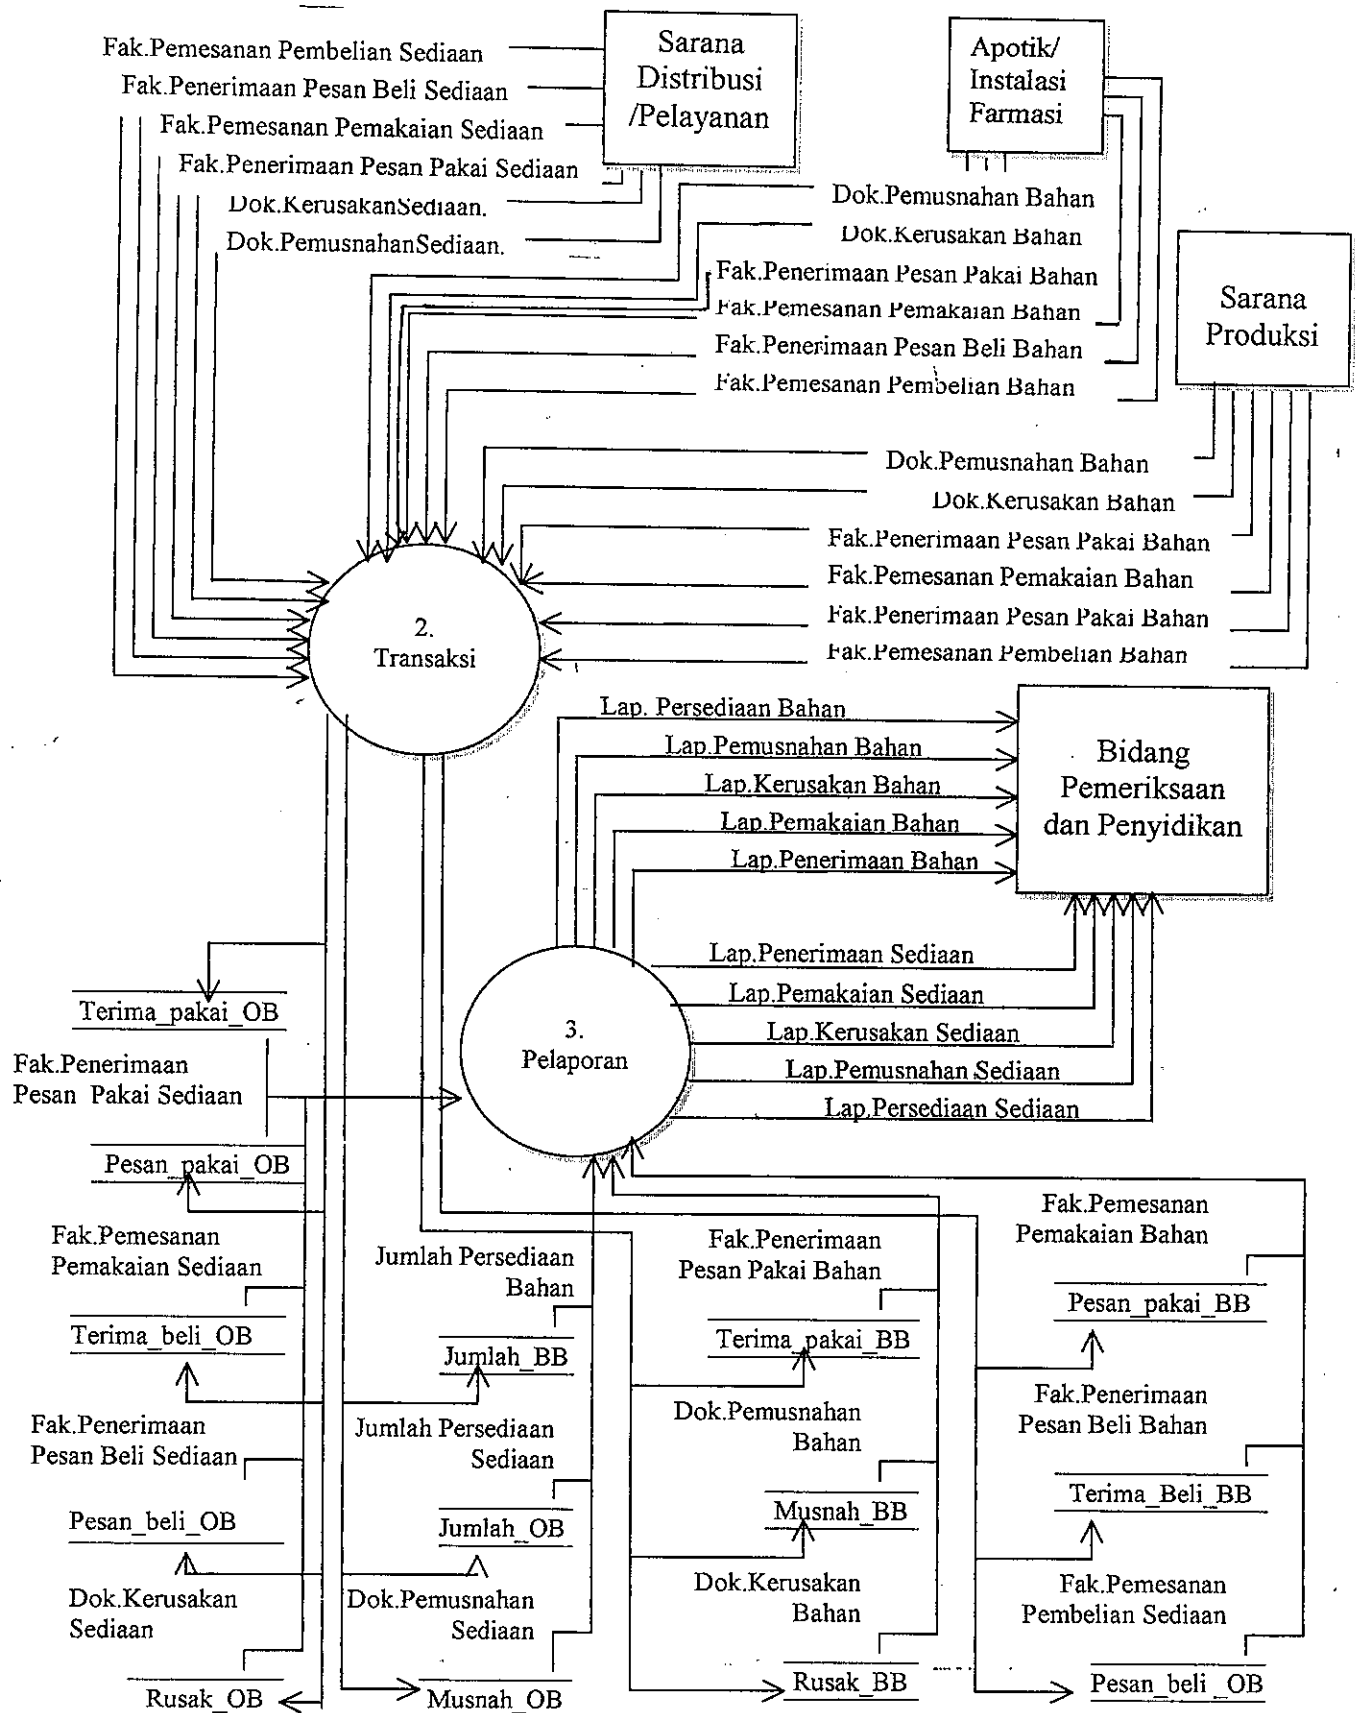 Fak.Pemesanan Pembelian Sediaan
Fak.Penerimaan Pesan Beli Sediaan
Fak.Pemesanan Pemakaian Sediaan
Fak.Penerimaan Pesan Pakai Sediaan
Dok.KerusakanSediaan.
Dok.PemusnahanSediaan.
Sarana
Distribusi
/Pelayanan
Apotik/
Instalasi
Farmasi
Dok.Pemusnahan Bahan
Dok.Kerusakan Bahan
Fak.Penerimaan Pesan Pakai Bahan
Fak.Pemesanan Pemakaian Bahan
Fak.Penerimaan Pesan Beli Bahan
Fak.Pemesanan Pembelian Bahan
Sarana
Produksi
Dok.Pemusnahan Bahan
Dok.Kerusakan Bahan
Fak.Penerimaan Pesan Pakai Bahan
Fak.Pemesanan Pemakaian Bahan
Fak.Penerimaan Pesan Pakai Bahan
Fak.Pemesanan Pembelian Bahan
2.
Transaksi
Lap. Persediaan Bahan
Lap.Pemusnahan Bahan
Lap.Kerusakan Bahan
Lap.Pemakaian Bahan
Lap.Penerimaan Bahan
Bidang
Pemeriksaan
dan Penyidikan
Lap.Penerimaan Sediaan
Lap.Pemakaian Sediaan
Lap.Kerusakan Sediaan
Lap.Pemusnahan Sediaan
Lap.Persediaan Sediaan
3.
Pelaporan
Terima_pakai_OB
Fak.Penerimaan
Pesan Pakai Sediaan
Pesan_pakai_OB
Fak.Pemesanan
Pemakaian Sediaan
Terima_beli_OB
Fak.Penerimaan
Pesan Beli Sediaan
Pesan_beli_OB
Dok.Kerusakan
Sediaan
Rusak_OB
Jumlah Persediaan
Bahan
Jumlah_BB
Jumlah Persediaan
Sediaan
Jumlah_OB
Dok.Pemusnahan
Sediaan
Musnah_OB
Fak.Penerimaan
Pesan Pakai Bahan
Terima_pakai_BB
Dok.Pemusnahan
Bahan
Musnah_BB
Dok.Kerusakan
Bahan
Rusak_BB
Fak.Pemesanan
Pemakaian Bahan
Pesan_pakai_BB
Fak.Penerimaan
Pesan Beli Bahan
Terima_Beli_BB
Fak.Pemesanan
Pembelian Sediaan
Pesan_beli_OB